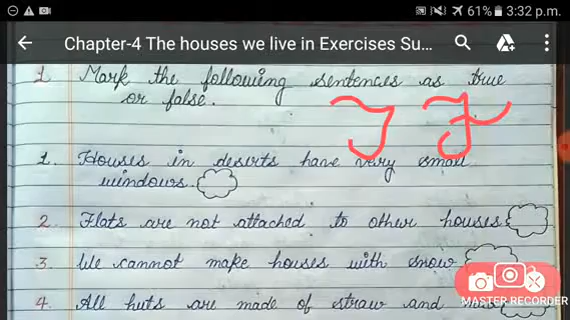 61% 3:32 p.m.
Chapter-4 The houses we live in Exercises Su...
1 Mark the following sentences as true
or false.
T F
1. Houses in deserts have very small
windows.
2. Flats are not attached to other houses
3. We cannot make houses with snow
4. All huts are made of straw and
MASTER RECORDER